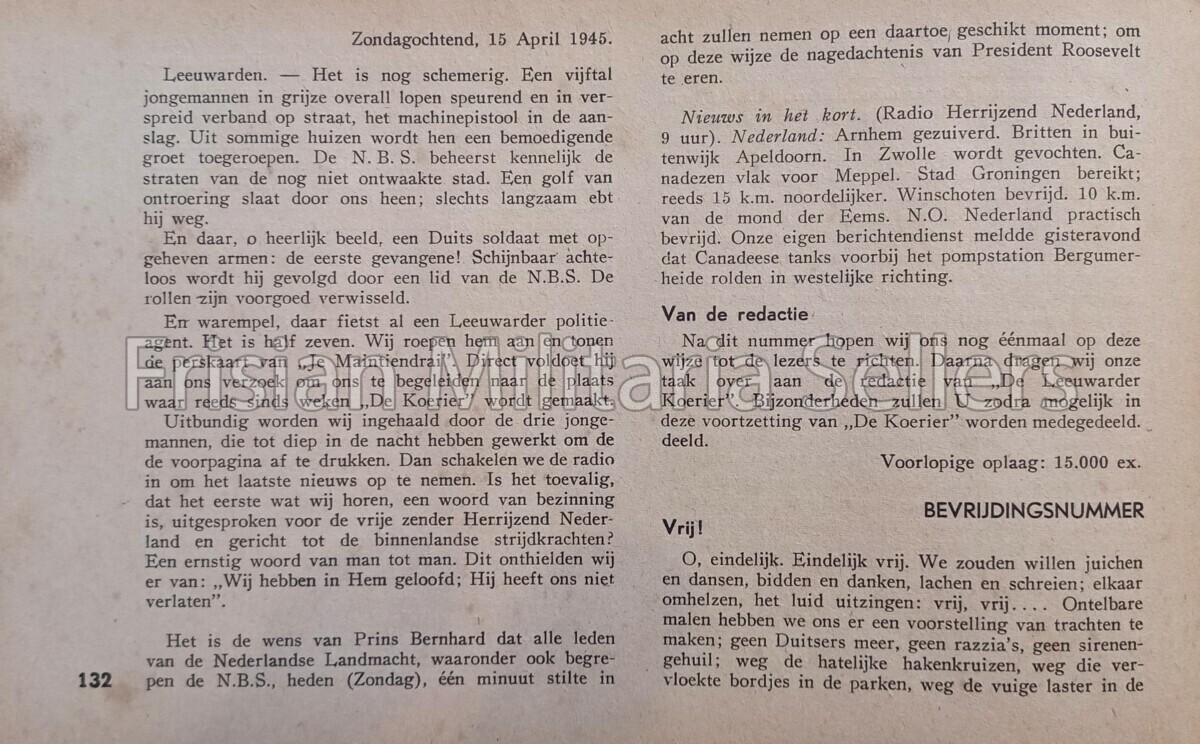 Zondagochtend, 15 April 1945.
Leeuwarden. — Het is nog schemerig. Een vijftal
jongemannen in grijze overall lopen speurend en in ver-
spreid verband op straat, het machinepistool in de aan-
slag. Uit sommige huizen wordt hen een bemoedigende
groet toegeroepen. De N. B. S. beheerst kennelijk de
straten van de nog niet ontwaakte stad. Een golf van
ontroering slaat door ons heen; slechts langzaam ebt
hij weg.
En daar, o heerlijk beeld, een Duits soldaat met op-
geheven armen: de eerste gevangene! Schijnbaar achte-
loos wordt hij gevolgd door een lid van de N.B.S. De
rollen zijn voorgoed verwisseld.
En warempel, daar fietst al een Leeuwarder politie-
agent. Het is half zeven. Wij roepen hem aan en tonen
de perskaart van „Je Maintiendrai”. Direct voldoet hij
aan ons verzoek om ons te begeleiden naar de plaats
waar reeds sinds weken „De Koerier” wordt gemaakt.
Uitbundig worden wij ingehaald door de drie jonge-
mannen, die tot diep in de nacht hebben gewerkt om de
de voorpagina af te drukken. Dan schakelen we de radio
in om het laatste nieuws op te nemen. Is het toevalig,
dat het eerste wat wij horen, een woord van bezinning
is, uitgesproken voor de vrije zender Herrijzend Neder-
land en gericht tot de binnenlandse strijdkrachten?
Een ernstig woord van man tot man. Dit onthielden wij
er van: „Wij hebben in Hem geloofd; Hij heeft ons niet
verlaten”.
Het is de wens van Prins Bernhard dat alle leden
van de Nederlandse Landmacht, waaronder ook begre-
pen de N.B.S., heden (Zondag), één minuut stilte in
132
acht zullen nemen op een daartoe geschikt moment; om
op deze wijze de nagedachtenis van President Roosevelt
te eren.
Nieuws in het kort. (Radio Herrijzend Nederland,
9 uur). Nederland: Arnhem gezuiverd. Britten in bui-
tenwijk Apeldoorn. In Zwolle wordt gevochten. Ca-
nadezen vlak voor Meppel. Stad Groningen bereikt;
reeds 15 k.m. noordelijker. Winschoten bevrijd. 10 k.m.
van de mond der Eems. N.O. Nederland practisch
bevrijd. Onze eigen berichtendienst meldde gisteravond
dat Canadeese tanks voorbij het pompstation Bergumer-
heide rolden in westelijke richting.
Van de redactie
Na dit nummer hopen wij ons nog éénmaal op deze
wijze tot de lezers te richten. Daarna dragen wij onze
taak over aan de redactie van „De Leeuwarder
Koerier”. Bijzonderheden zullen U zodra mogelijk in
deze voortzetting van „De Koerier” worden medegedeeld.
deeld.
Voorlopige oplaag: 15.000 ex.
BEVRIJDINGSNUMMER
Vrij!
O, eindelijk. Eindelijk vrij. We zouden willen juichen
en dansen, bidden en danken, lachen en schreien; elkaar
omhelzen, het luid uitzingen: vrij, vrij.... Ontelbare
malen hebben we ons er een voorstelling van trachten te
maken; geen Duitsers meer, geen razzia's, geen sirenen-
gehuil; weg de hatelijke hakenkruizen, weg die ver-
vloekte bordjes in de parken, weg de vuige laster in de
Frisian Militaria Sellers